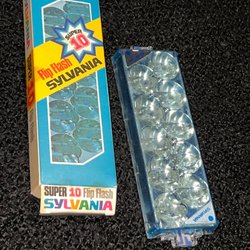 SUPER
10
Flip Flash
SYLVANIA
SUPER 10 Flip Flash
SYLVANIA